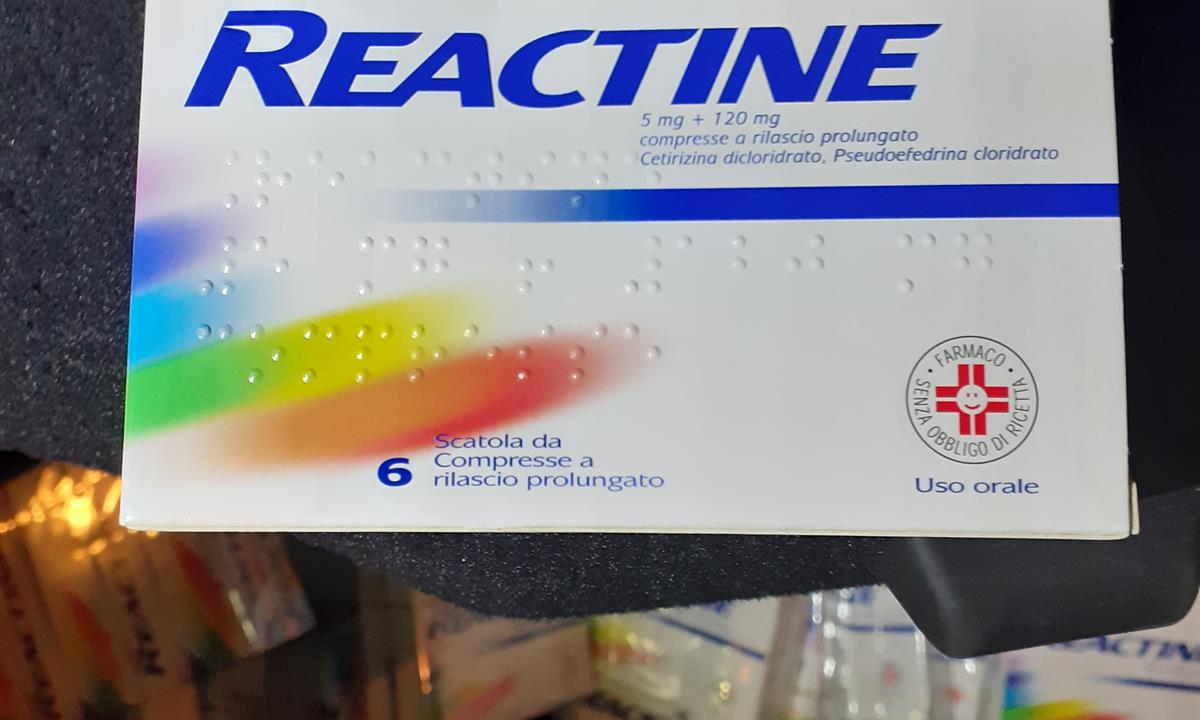 REACTINE
5 mg + 120 mg
compresse a rilascio prolungato
Cetirizina dicloridrato, Pseudoefedrina cloridrato
• FARMACO •
SENZA OBBLIGO DI RICETTA
Uso orale
6 Scatola da
Compresse a
rilascio prolungato